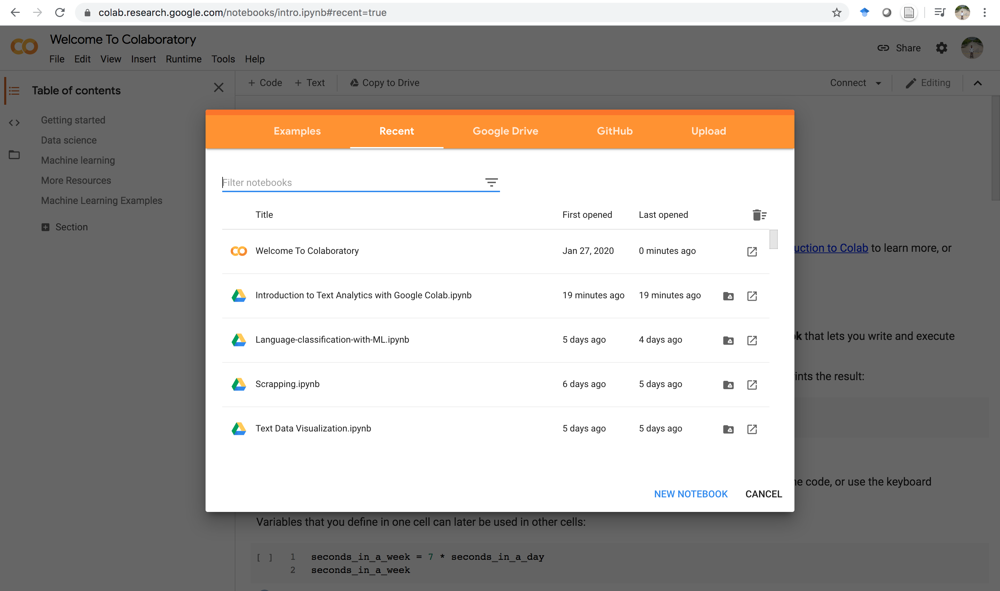 colab.research.google.com/notebooks/intro.ipynb#recent=true
Welcome To Colaboratory
File Edit View Insert Runtime Tools Help
Share
Table of contents
Getting started
Data science
Machine learning
More Resources
Machine Learning Examples
Section
+ Code + Text Copy to Drive
Connect Editing
Examples Recent Google Drive GitHub Upload
Filter notebooks
Title First opened Last opened
Welcome To Colaboratory Jan 27, 2020 0 minutes ago
Introduction to Text Analytics with Google Colab.ipynb 19 minutes ago 19 minutes ago
Language-classification-with-ML.ipynb 5 days ago 4 days ago
Scrapping.ipynb 6 days ago 5 days ago
Text Data Visualization.ipynb 5 days ago 5 days ago
NEW NOTEBOOK CANCEL
to Colab to learn more, or
that lets you write and execute
the result:
code, or use the keyboard
Variables that you define in one cell can later be used in other cells:
[ ] 1 seconds_in_a_week = 7 * seconds_in_a_day
2 seconds_in_a_week